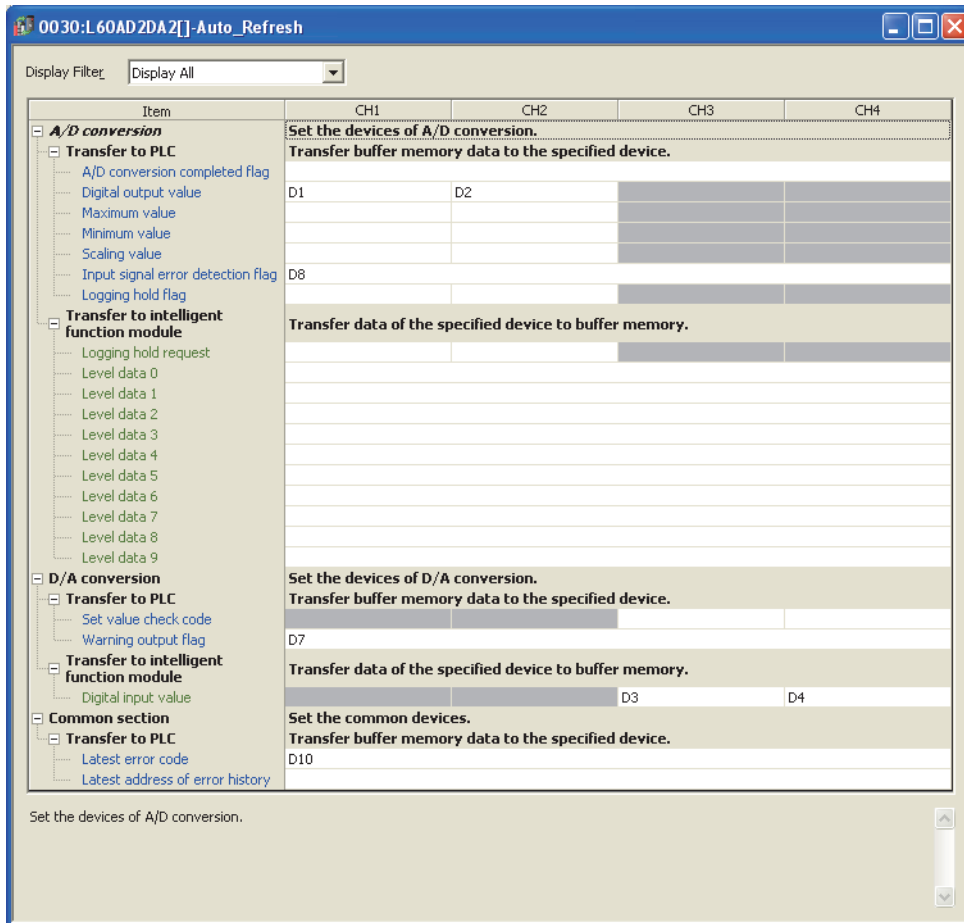 0030:L60AD2DA2[]-Auto_Refresh
Display Filter Display All
Item CH1 CH2 CH3 CH4
A/D conversion Set the devices of A/D conversion.
Transfer to PLC Transfer buffer memory data to the specified device.
A/D conversion completed flag
Digital output value D1 D2
Maximum value
Minimum value
Scaling value
Input signal error detection flag D8
Logging hold flag
Transfer to intelligent
function module Transfer data of the specified device to buffer memory.
Logging hold request
Level data 0
Level data 1
Level data 2
Level data 3
Level data 4
Level data 5
Level data 6
Level data 7
Level data 8
Level data 9
D/A conversion Set the devices of D/A conversion.
Transfer to PLC Transfer buffer memory data to the specified device.
Set value check code
Warning output flag D7
Transfer to intelligent
function module Transfer data of the specified device to buffer memory.
Digital input value D3 D4
Common section Set the common devices.
Transfer to PLC Transfer buffer memory data to the specified device.
Latest error code D10
Latest address of error history
Set the devices of A/D conversion.